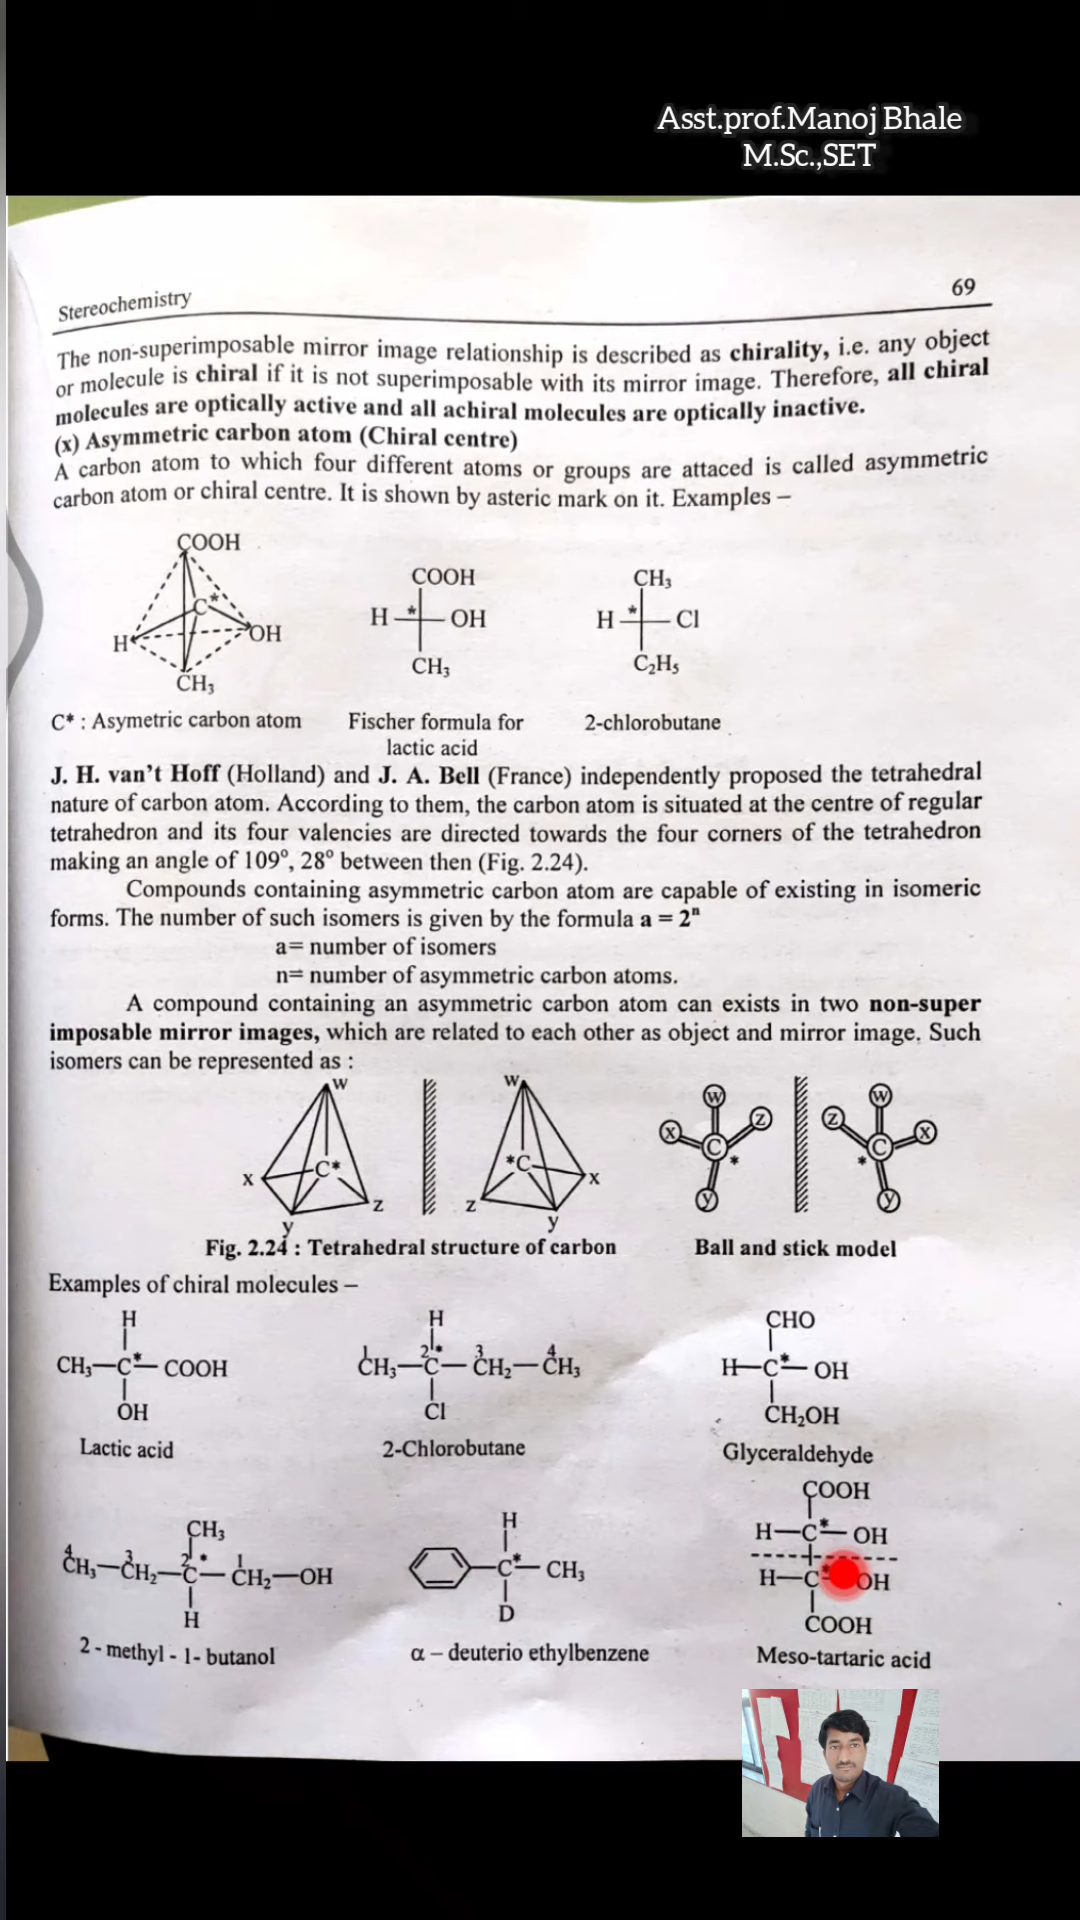 Asst.prof.Manoj Bhale
M.Sc.,SET
Stereochemistry
69
The non-superimposable mirror image relationship is described as chirality, i.e. any object
or molecule is chiral if it is not superimposable with its mirror image. Therefore, all chiral
molecules are optically active and all achiral molecules are optically inactive.
(x) Asymmetric carbon atom (Chiral centre)
A carbon atom to which four different atoms or groups are attaced is called asymmetric
carbon atom or chiral centre. It is shown by asteric mark on it. Examples –
COOH
C*
H
OH
CH₃
COOH
H * OH
CH₃
CH₃
H * Cl
C₂H₅
C* : Asymetric carbon atom
Fischer formula for
lactic acid
2-chlorobutane
J. H. van't Hoff (Holland) and J. A. Bell (France) independently proposed the tetrahedral
nature of carbon atom. According to them, the carbon atom is situated at the centre of regular
tetrahedron and its four valencies are directed towards the four corners of the tetrahedron
making an angle of 109º, 28º between then (Fig. 2.24).
Compounds containing asymmetric carbon atom are capable of existing in isomeric
forms. The number of such isomers is given by the formula a = 2ⁿ
a= number of isomers
n= number of asymmetric carbon atoms.
A compound containing an asymmetric carbon atom can exists in two non-super
imposable mirror images, which are related to each other as object and mirror image. Such
isomers can be represented as :
w
C*
x
z
y
w
*C
x
z
y
W
Z
X
C
*
y
W
Z
X
C
*
y
Fig. 2.24 : Tetrahedral structure of carbon
Ball and stick model
Examples of chiral molecules –
H
CH₃—C*— COOH
OH
Lactic acid
H
1 2 * 3 4
CH₃—C— CH₂—CH₃
Cl
2-Chlorobutane
CHO
H—C*— OH
CH₂OH
Glyceraldehyde
CH₃
4 3 2 * 1
CH₃—CH₂—C— CH₂—OH
H
2 - methyl - 1- butanol
H
C*— CH₃
D
α – deuterio ethylbenzene
COOH
H—C*— OH
H—C* OH
COOH
Meso-tartaric acid